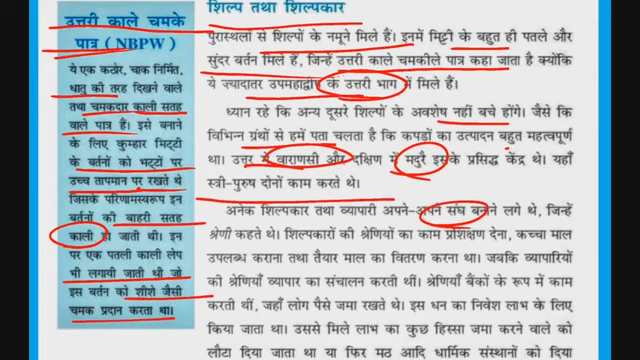 उत्तरी काले चमके
पात्र (NBPW)
ये एक कठोर, चाक निर्मित,
धातु की तरह दिखने वाले
तथा चमकदार काली सतह
वाले पात्र हैं। इसे बनाने
के लिए कुम्हार मिट्टी
के बर्तनों को भट्टों पर
उच्च तापमान पर रखते थे
जिसके परिणामस्वरूप इन
बर्तनों की बाहरी सतह
काली हो जाती थी। इन
पर एक पतली काली लेप
भी लगायी जाती थी जो
इस बर्तन को शीशे जैसी
चमक प्रदान करता था।
शिल्प तथा शिल्पकार
पुरास्थलों से शिल्पों के नमूने मिले हैं। इनमें मिट्टी के बहुत ही पतले और
सुंदर बर्तन मिले हैं, जिन्हें उत्तरी काले चमकीले पात्र कहा जाता है क्योंकि
ये ज्यादातर उपमहाद्वीप के उत्तरी भाग में मिले हैं।
ध्यान रहे कि अन्य दूसरे शिल्पों के अवशेष नहीं बचे होंगे। जैसे कि
विभिन्न ग्रंथों से हमें पता चलता है कि कपड़ों का उत्पादन बहुत महत्वपूर्ण
था। उत्तर में वाराणसी और दक्षिण में मदुरै इसके प्रसिद्ध केंद्र थे। यहाँ
स्त्री-पुरुष दोनों काम करते थे।
अनेक शिल्पकार तथा व्यापारी अपने-अपने संघ बनाने लगे थे, जिन्हें
श्रेणी कहते थे। शिल्पकारों की श्रेणियों का काम प्रशिक्षण देना, कच्चा माल
उपलब्ध कराना तथा तैयार माल का वितरण करना था। जबकि व्यापारियों
की श्रेणियाँ व्यापार का संचालन करती थीं। श्रेणियाँ बैंकों के रूप में काम
करती थीं, जहाँ लोग पैसे जमा रखते थे। इस धन का निवेश लाभ के लिए
किया जाता था। उससे मिले लाभ का कुछ हिस्सा जमा करने वाले को
लौटा दिया जाता था या फिर मठ आदि धार्मिक संस्थानों को दिया